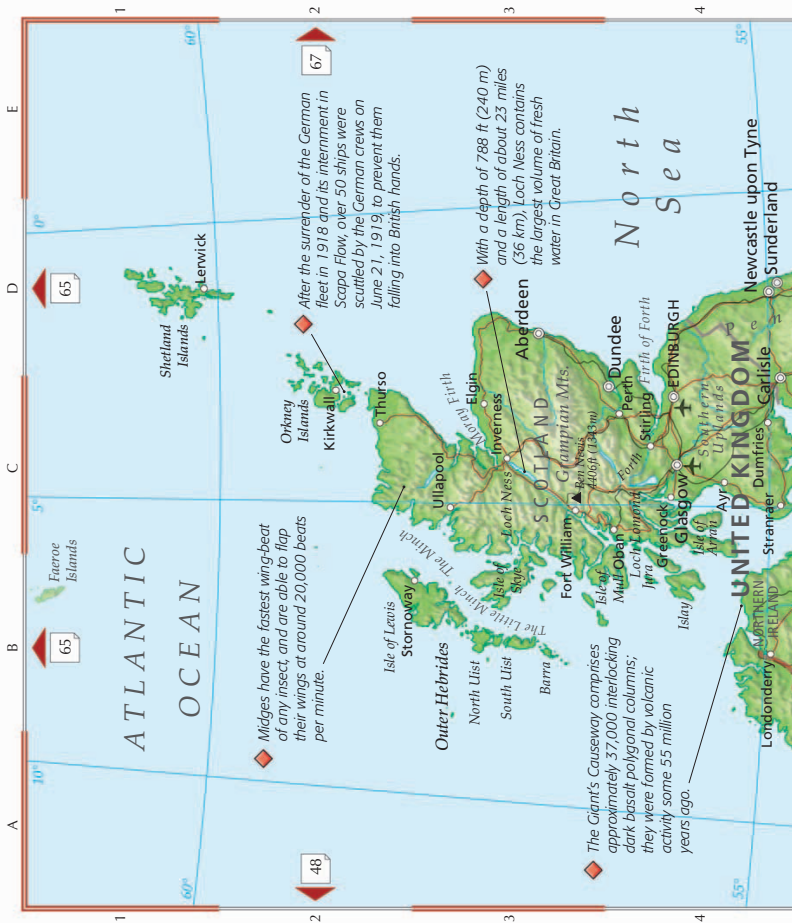 A
B
C
D
E
1
2
3
4
1
2
3
4
65
65
48
67
10°
5°
0°
60°
60°
55°
55°
ATLANTIC
OCEAN
Faeroe
Islands
Shetland
Islands
Lerwick
Orkney
Islands
Kirkwall
After the surrender of the German
fleet in 1918 and its internment in
Scapa Flow, over 50 ships were
scuttled by the German crews on
June 21, 1919, to prevent them
falling into British hands.
Midges have the fastest wing-beat
of any insect, and are able to flap
their wings at around 20,000 beats
per minute.
Thurso
Isle of Lewis
Stornoway
The Minch
Ullapool
Outer Hebrides
North Uist
South Uist
Barra
The Little Minch
Isle of
Skye
Moray Firth
Elgin
Inverness
Loch Ness
With a depth of 788 ft (240 m)
and a length of about 23 miles
(36 km), Loch Ness contains
the largest volume of fresh
water in Great Britain.
SCOTLAND
Grampian Mts.
Aberdeen
Fort William
Ben Nevis
4406ft (1343m)
Isle of
Mull
Oban
Loch Lomond
Jura
Dundee
Perth
Stirling
Forth
Firth of Forth
Greenock
Glasgow
EDINBURGH
Islay
Isle of
Arran
Ayr
Southern
Uplands
North
Sea
The Giant's Causeway comprises
approximately 37,000 interlocking
dark basalt polygonal columns;
they were formed by volcanic
activity some 55 million
years ago.
UNITED KINGDOM
NORTHERN
IRELAND
Londonderry
Stranraer
Dumfries
Carlisle
Pen
Newcastle upon Tyne
Sunderland